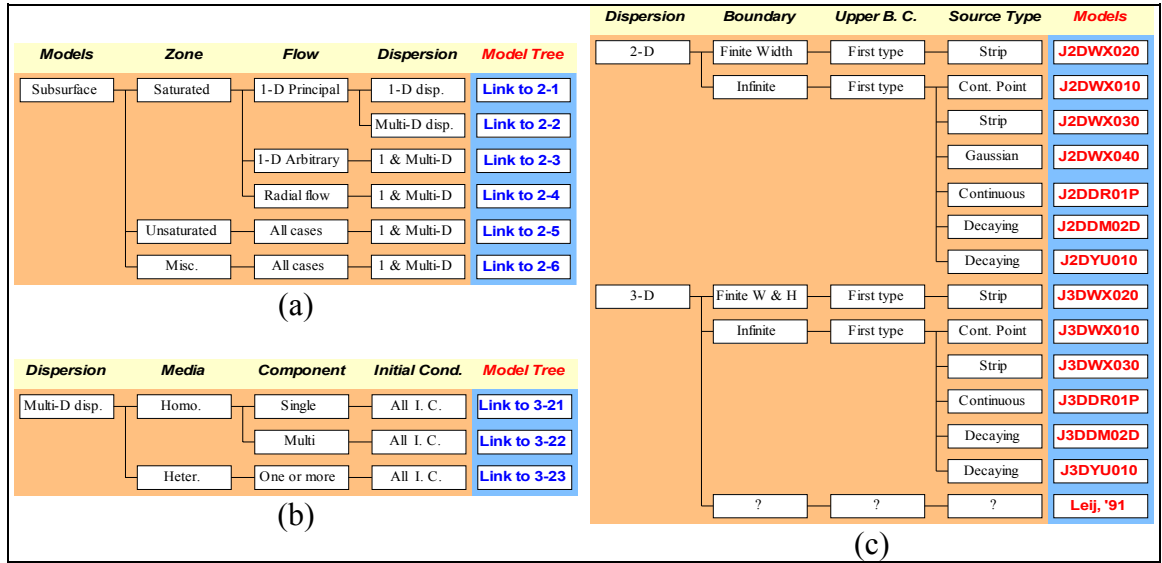 Models Zone Flow Dispersion Model Tree
Subsurface Saturated 1-D Principal 1-D disp. Link to 2-1
Multi-D disp. Link to 2-2
1-D Arbitrary 1 & Multi-D Link to 2-3
Radial flow 1 & Multi-D Link to 2-4
Unsaturated All cases 1 & Multi-D Link to 2-5
Misc. All cases 1 & Multi-D Link to 2-6
(a)
Dispersion Media Component Initial Cond. Model Tree
Multi-D disp. Homo. Single All I. C. Link to 3-21
Multi All I. C. Link to 3-22
Heter. One or more All I. C. Link to 3-23
(b)
Dispersion Boundary Upper B. C. Source Type Models
2-D Finite Width First type Strip J2DWX020
Infinite First type Cont. Point J2DWX010
Strip J2DWX030
Gaussian J2DWX040
Continuous J2DDR01P
Decaying J2DDM02D
Decaying J2DYU010
3-D Finite W & H First type Strip J3DWX020
Infinite First type Cont. Point J3DWX010
Strip J3DWX030
Continuous J3DDR01P
Decaying J3DDM02D
Decaying J3DYU010
? ? ? Leij, '91
(c)